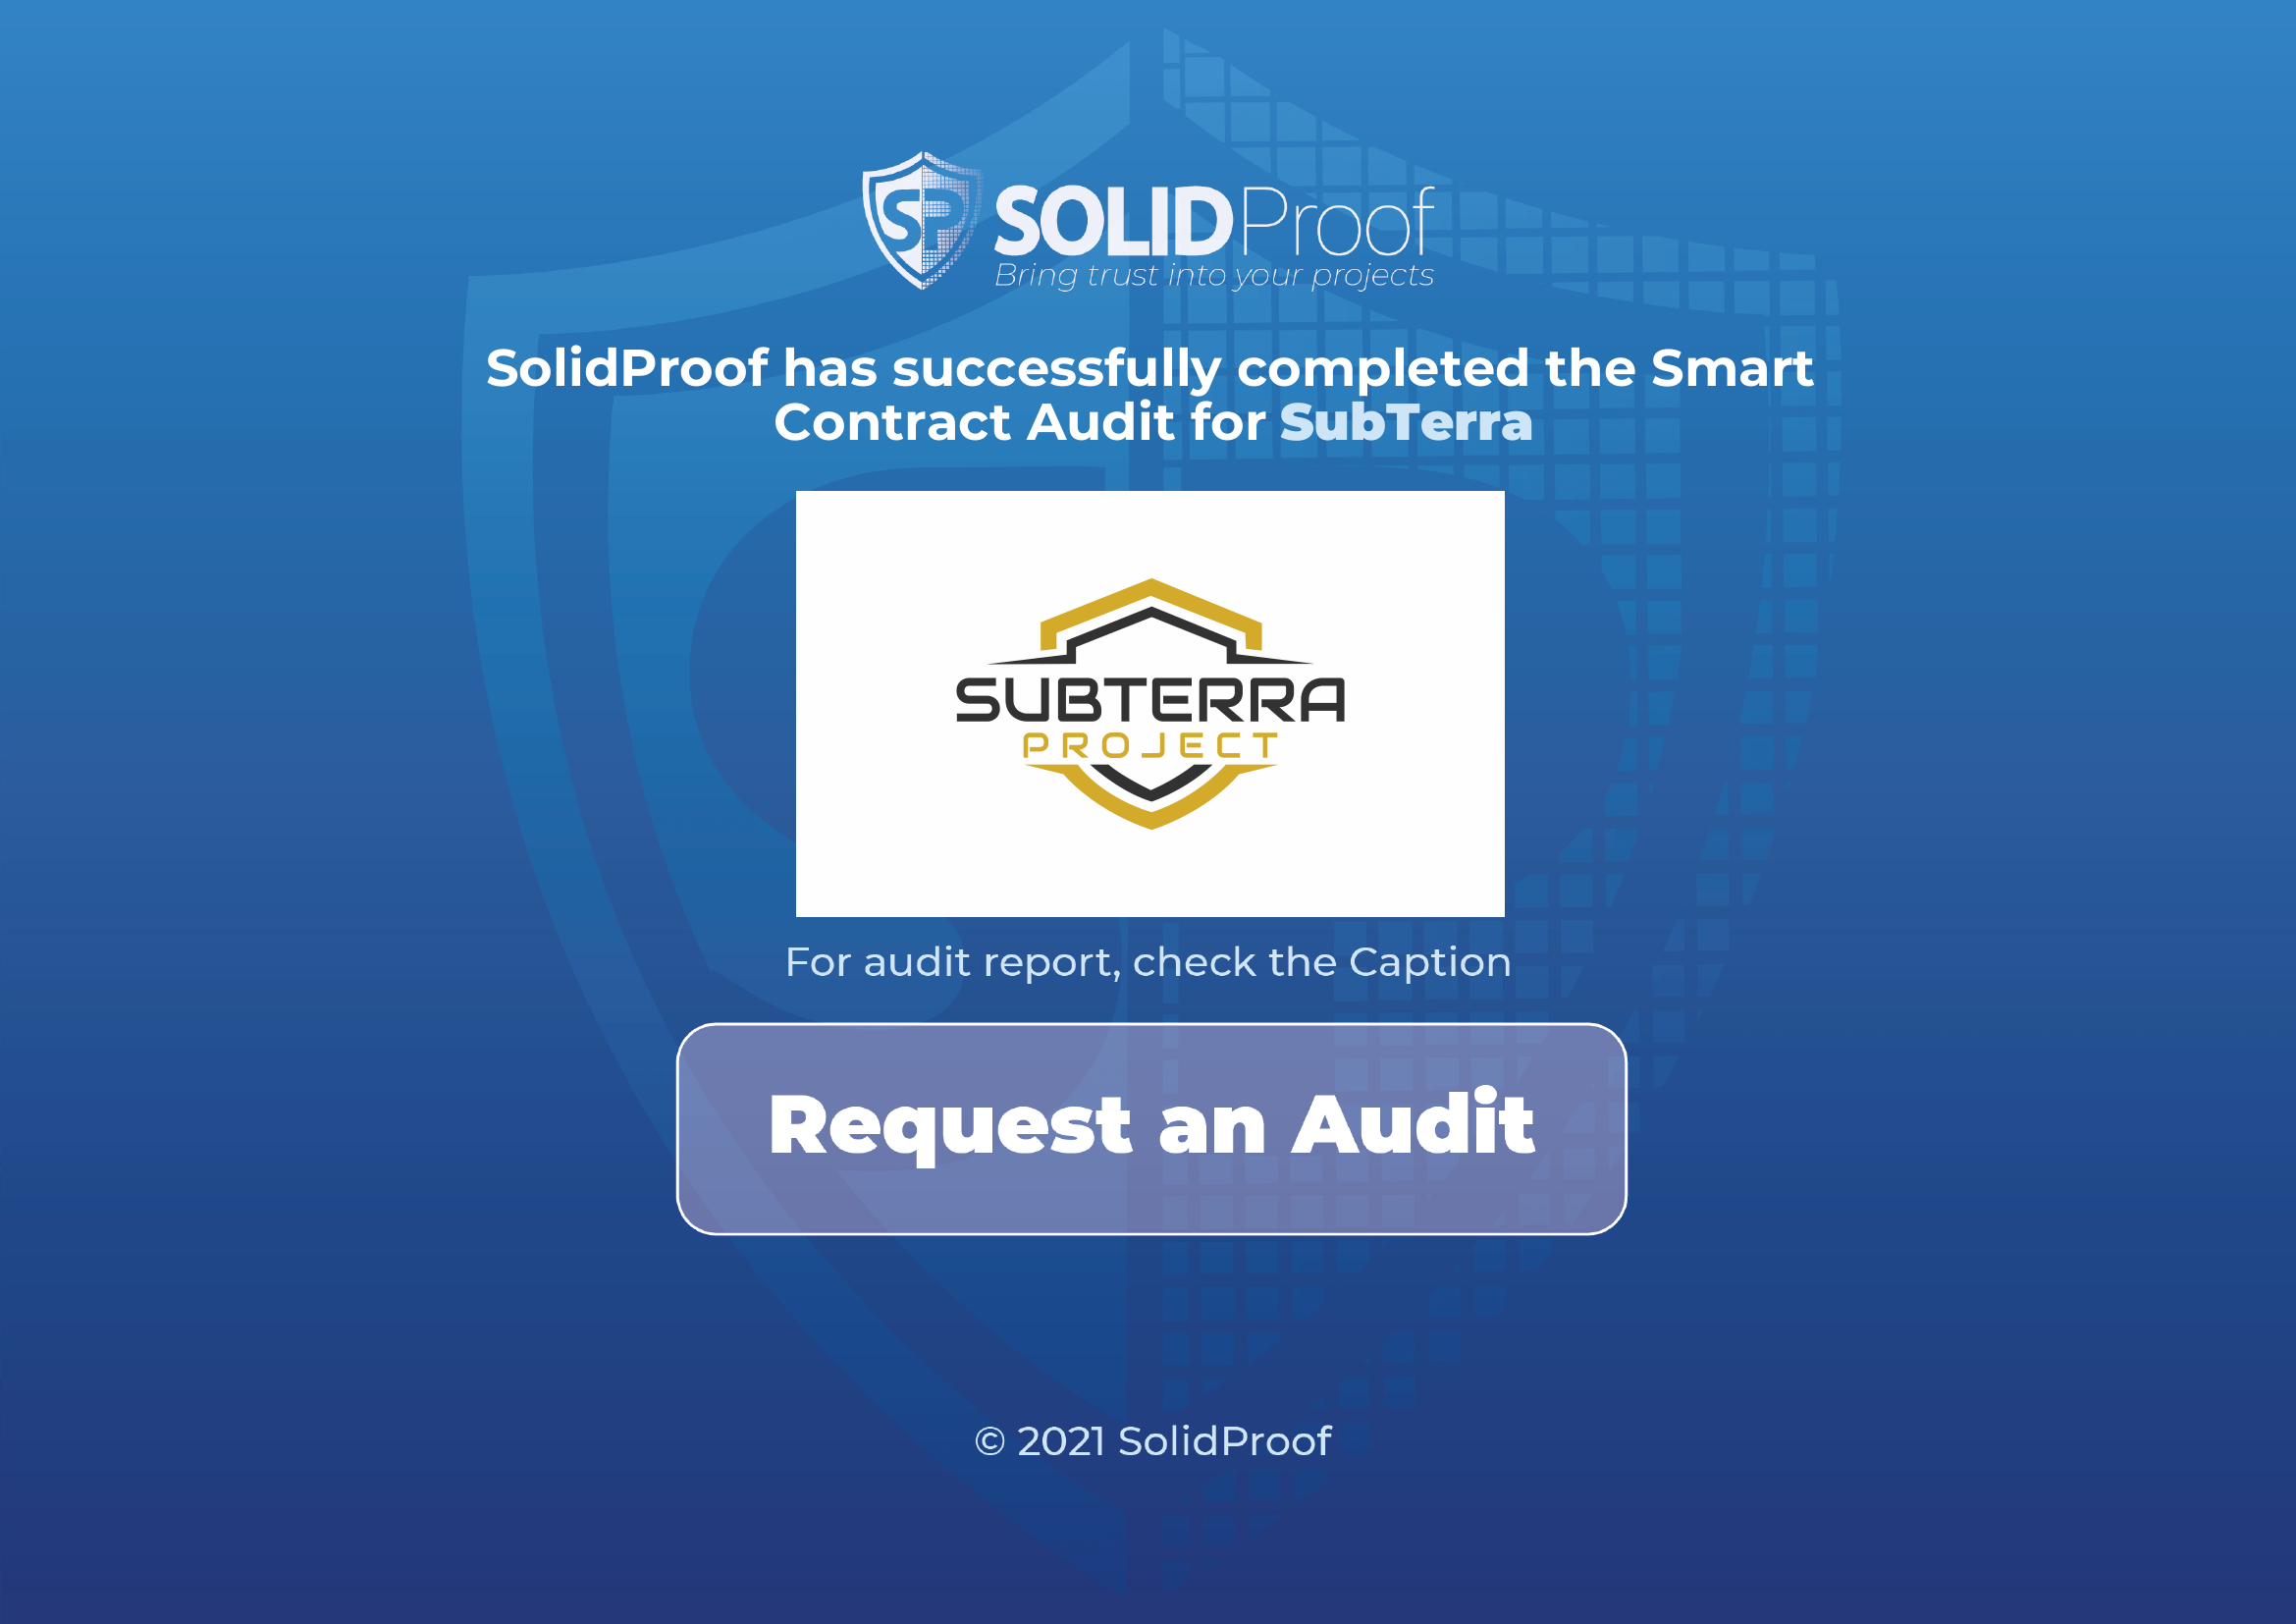 SP SOLIDProof
Bring trust into your projects
SolidProof has successfully completed the Smart
Contract Audit for SubTerra
SUBTERRA
PROJECT
For audit report, check the Caption
Request an Audit
© 2021 SolidProof